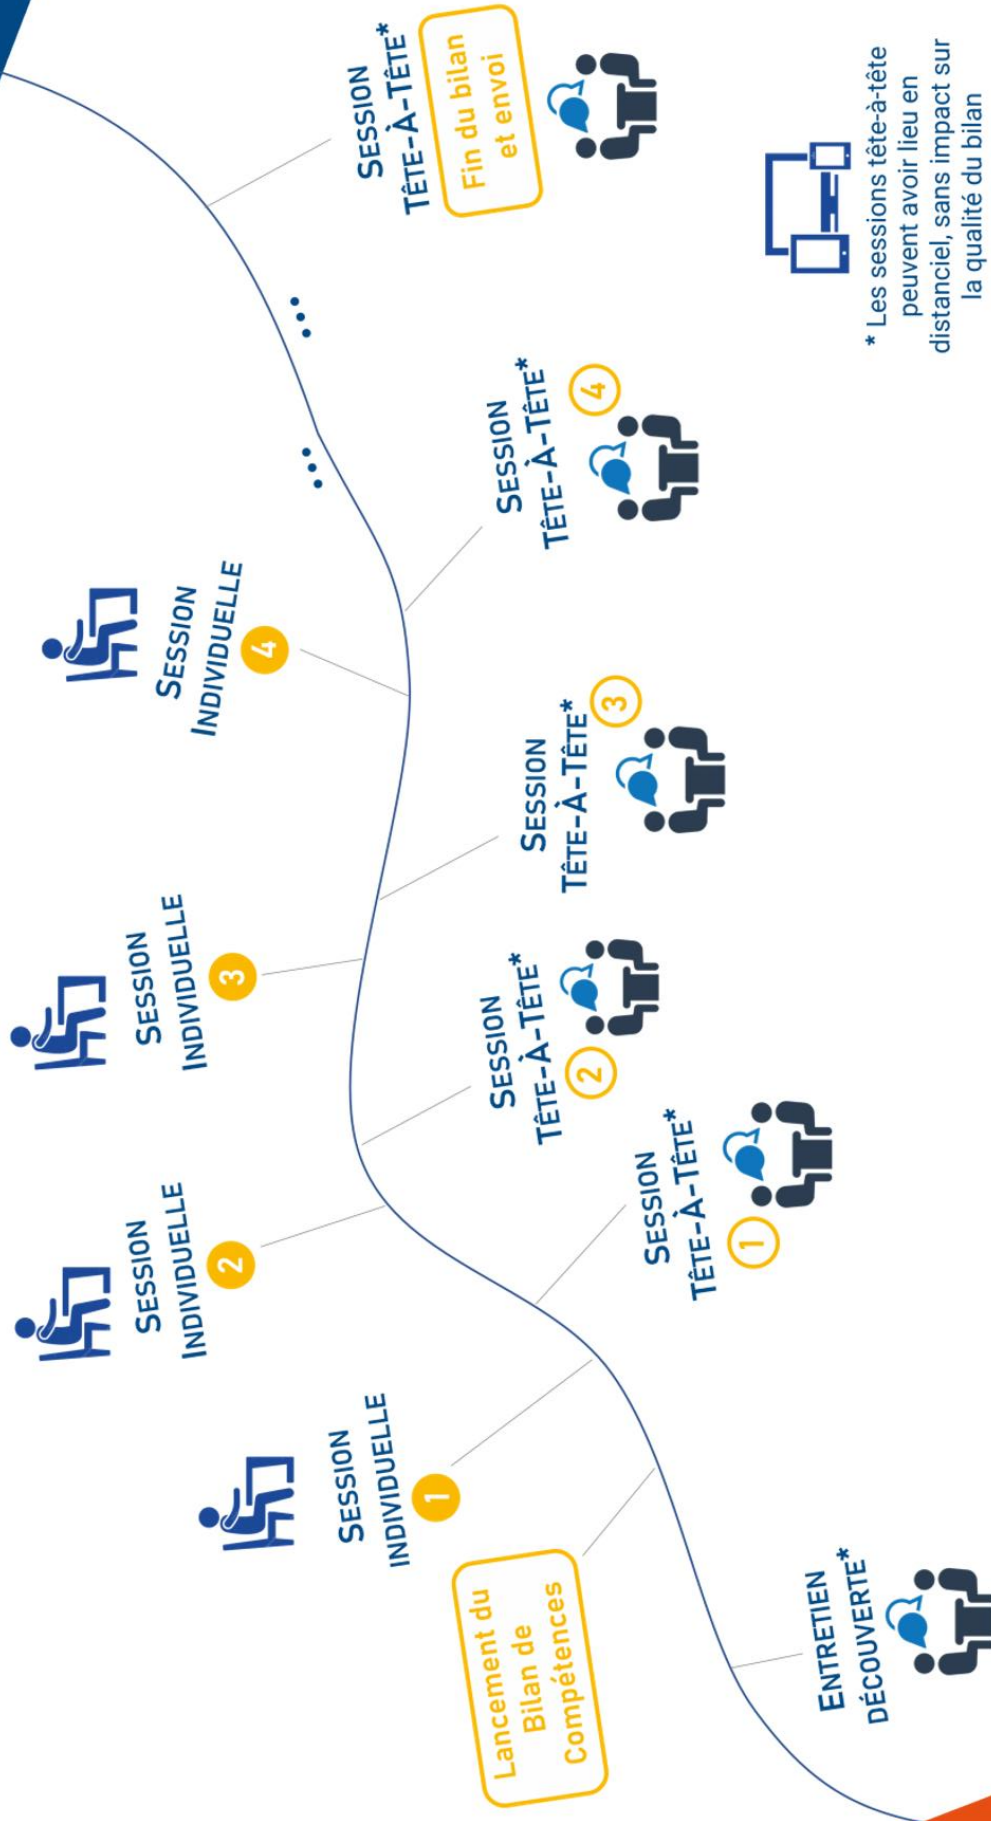 ENTRETIEN
DÉCOUVERTE*
Lancement du
Bilan de
Compétences
SESSION
INDIVIDUELLE
1
SESSION
TÊTE-À-TÊTE*
1
SESSION
INDIVIDUELLE
2
SESSION
TÊTE-À-TÊTE*
2
SESSION
INDIVIDUELLE
3
SESSION
TÊTE-À-TÊTE*
3
SESSION
INDIVIDUELLE
4
SESSION
TÊTE-À-TÊTE*
4
...
...
SESSION
TÊTE-À-TÊTE*
Fin du bilan
et envoi
* Les sessions tête-à-tête
peuvent avoir lieu en
distanciel, sans impact sur
la qualité du bilan